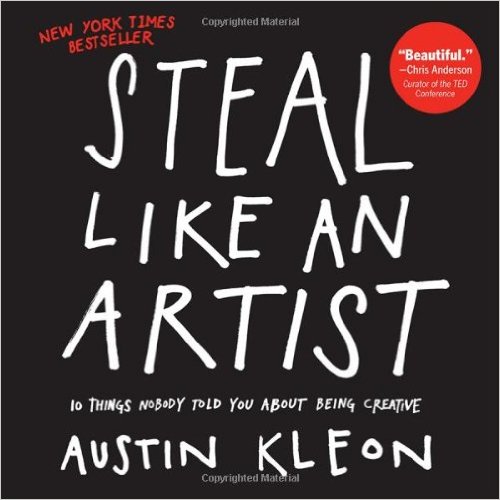 Copyrighted Material
NEW YORK TIMES
BESTSELLER
STEAL
LIKE AN
ARTIST
“Beautiful.”
—Chris Anderson
Curator of the TED
Conference
10 THINGS NOBODY TOLD YOU ABOUT BEING CREATIVE
AUSTIN KLEON
Copyrighted Material